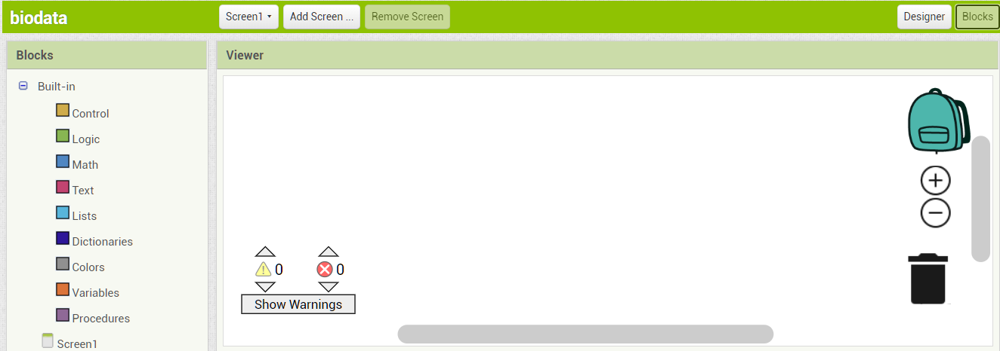 biodata
Screen1
Add Screen ...
Remove Screen
Designer
Blocks
Blocks
Viewer
Built-in
Control
Logic
Math
Text
Lists
Dictionaries
Colors
Variables
Procedures
Screen1
0
0
Show Warnings